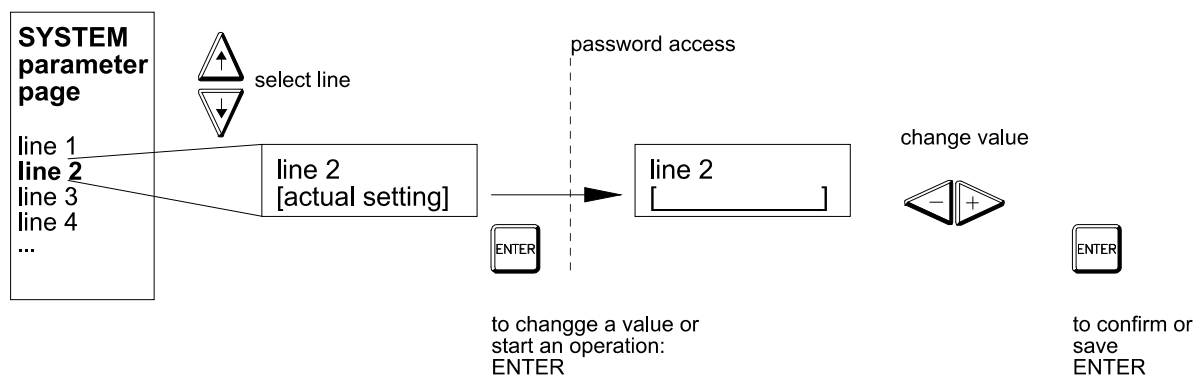 SYSTEM
parameter
page
line 1
line 2
line 3
line 4
...
select line
line 2
[actual setting]
ENTER
to changge a value or
start an operation:
ENTER
password access
line 2
[ ]
change value
- +
ENTER
to confirm or
save
ENTER